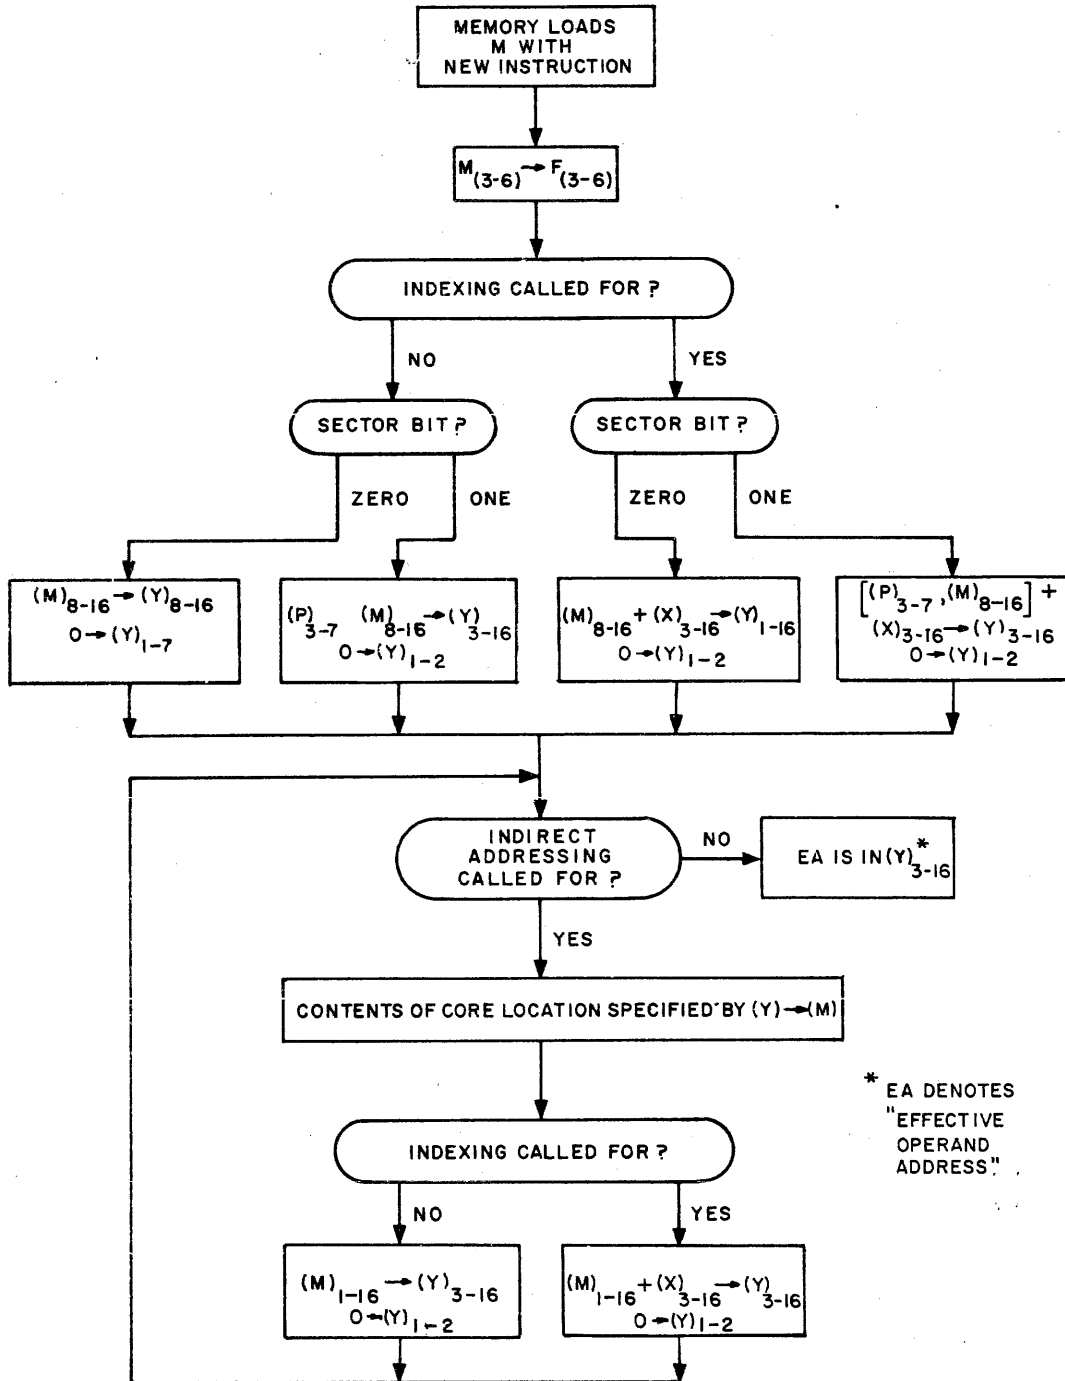 MEMORY LOADS
M WITH
NEW INSTRUCTION
M(3-6) → F(3-6)
INDEXING CALLED FOR ?
NO
YES
SECTOR BIT ?
SECTOR BIT ?
ZERO
ONE
ZERO
ONE
(M)8-16 → (Y)8-16
0 → (Y)1-7
(P)3-7 (M)8-16 → (Y)3-16
0 → (Y)1-2
(M)8-16 + (X)3-16 → (Y)1-16
0 → (Y)1-2
[(P)3-7, (M)8-16] +
(X)3-16 → (Y)3-16
0 → (Y)1-2
INDIRECT
ADDRESSING
CALLED FOR ?
NO
EA IS IN (Y)3-16*
YES
CONTENTS OF CORE LOCATION SPECIFIED BY (Y) → (M)
* EA DENOTES
"EFFECTIVE
OPERAND
ADDRESS".
INDEXING CALLED FOR ?
NO
YES
(M)1-16 → (Y)3-16
0 → (Y)1-2
(M)1-16 + (X)3-16 → (Y)3-16
0 → (Y)1-2